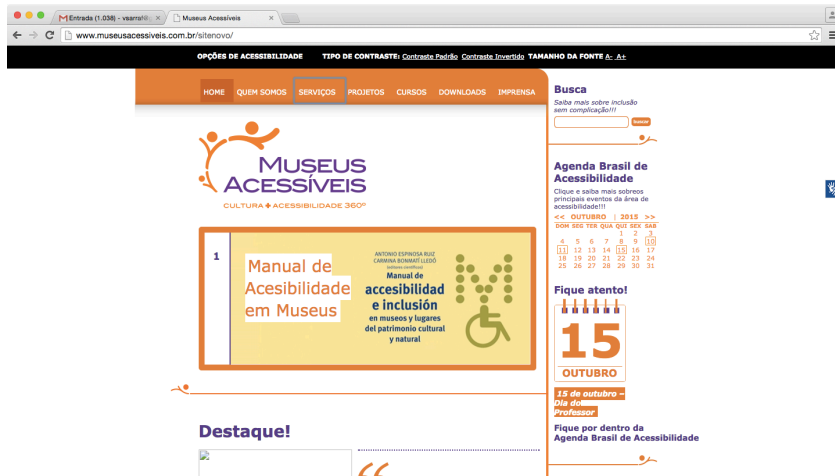 Entrada (1.038) - vsarraf@
Museus Acessíveis
www.museusacessiveis.com.br/sitenovo/
OPÇÕES DE ACESSIBILIDADE TIPO DE CONTRASTE: Contraste Padrão Contraste Invertido TAMANHO DA FONTE A- A+
HOME QUEM SOMOS SERVIÇOS PROJETOS CURSOS DOWNLOADS IMPRENSA
MUSEUS
ACESSÍVEIS
CULTURA + ACESSIBILIDADE 360º
1
Manual de
Acesibilidade
em Museus
ANTONIO ESPINOSA RUIZ
CARMINA BONMATÍ LLEDÓ
(editores científicos)
Manual de
accesibilidad
e inclusión
en museos y lugares
del patrimonio cultural
y natural
Destaque!
Busca
Saiba mais sobre inclusão
sem complicação!!!
buscar
Agenda Brasil de
Acessibilidade
Clique e saiba mais sobreos
principais eventos da área de
acessibilidade!!!
<< OUTUBRO | 2015 >>
DOM SEG TER QUA QUI SEX SAB
1 2 3
4 5 6 7 8 9 10
11 12 13 14 15 16 17
18 19 20 21 22 23 24
25 26 27 28 29 30 31
Fique atento!
15
OUTUBRO
15 de outubro –
Dia do
Professor
Fique por dentro da
Agenda Brasil de Acessibilidade